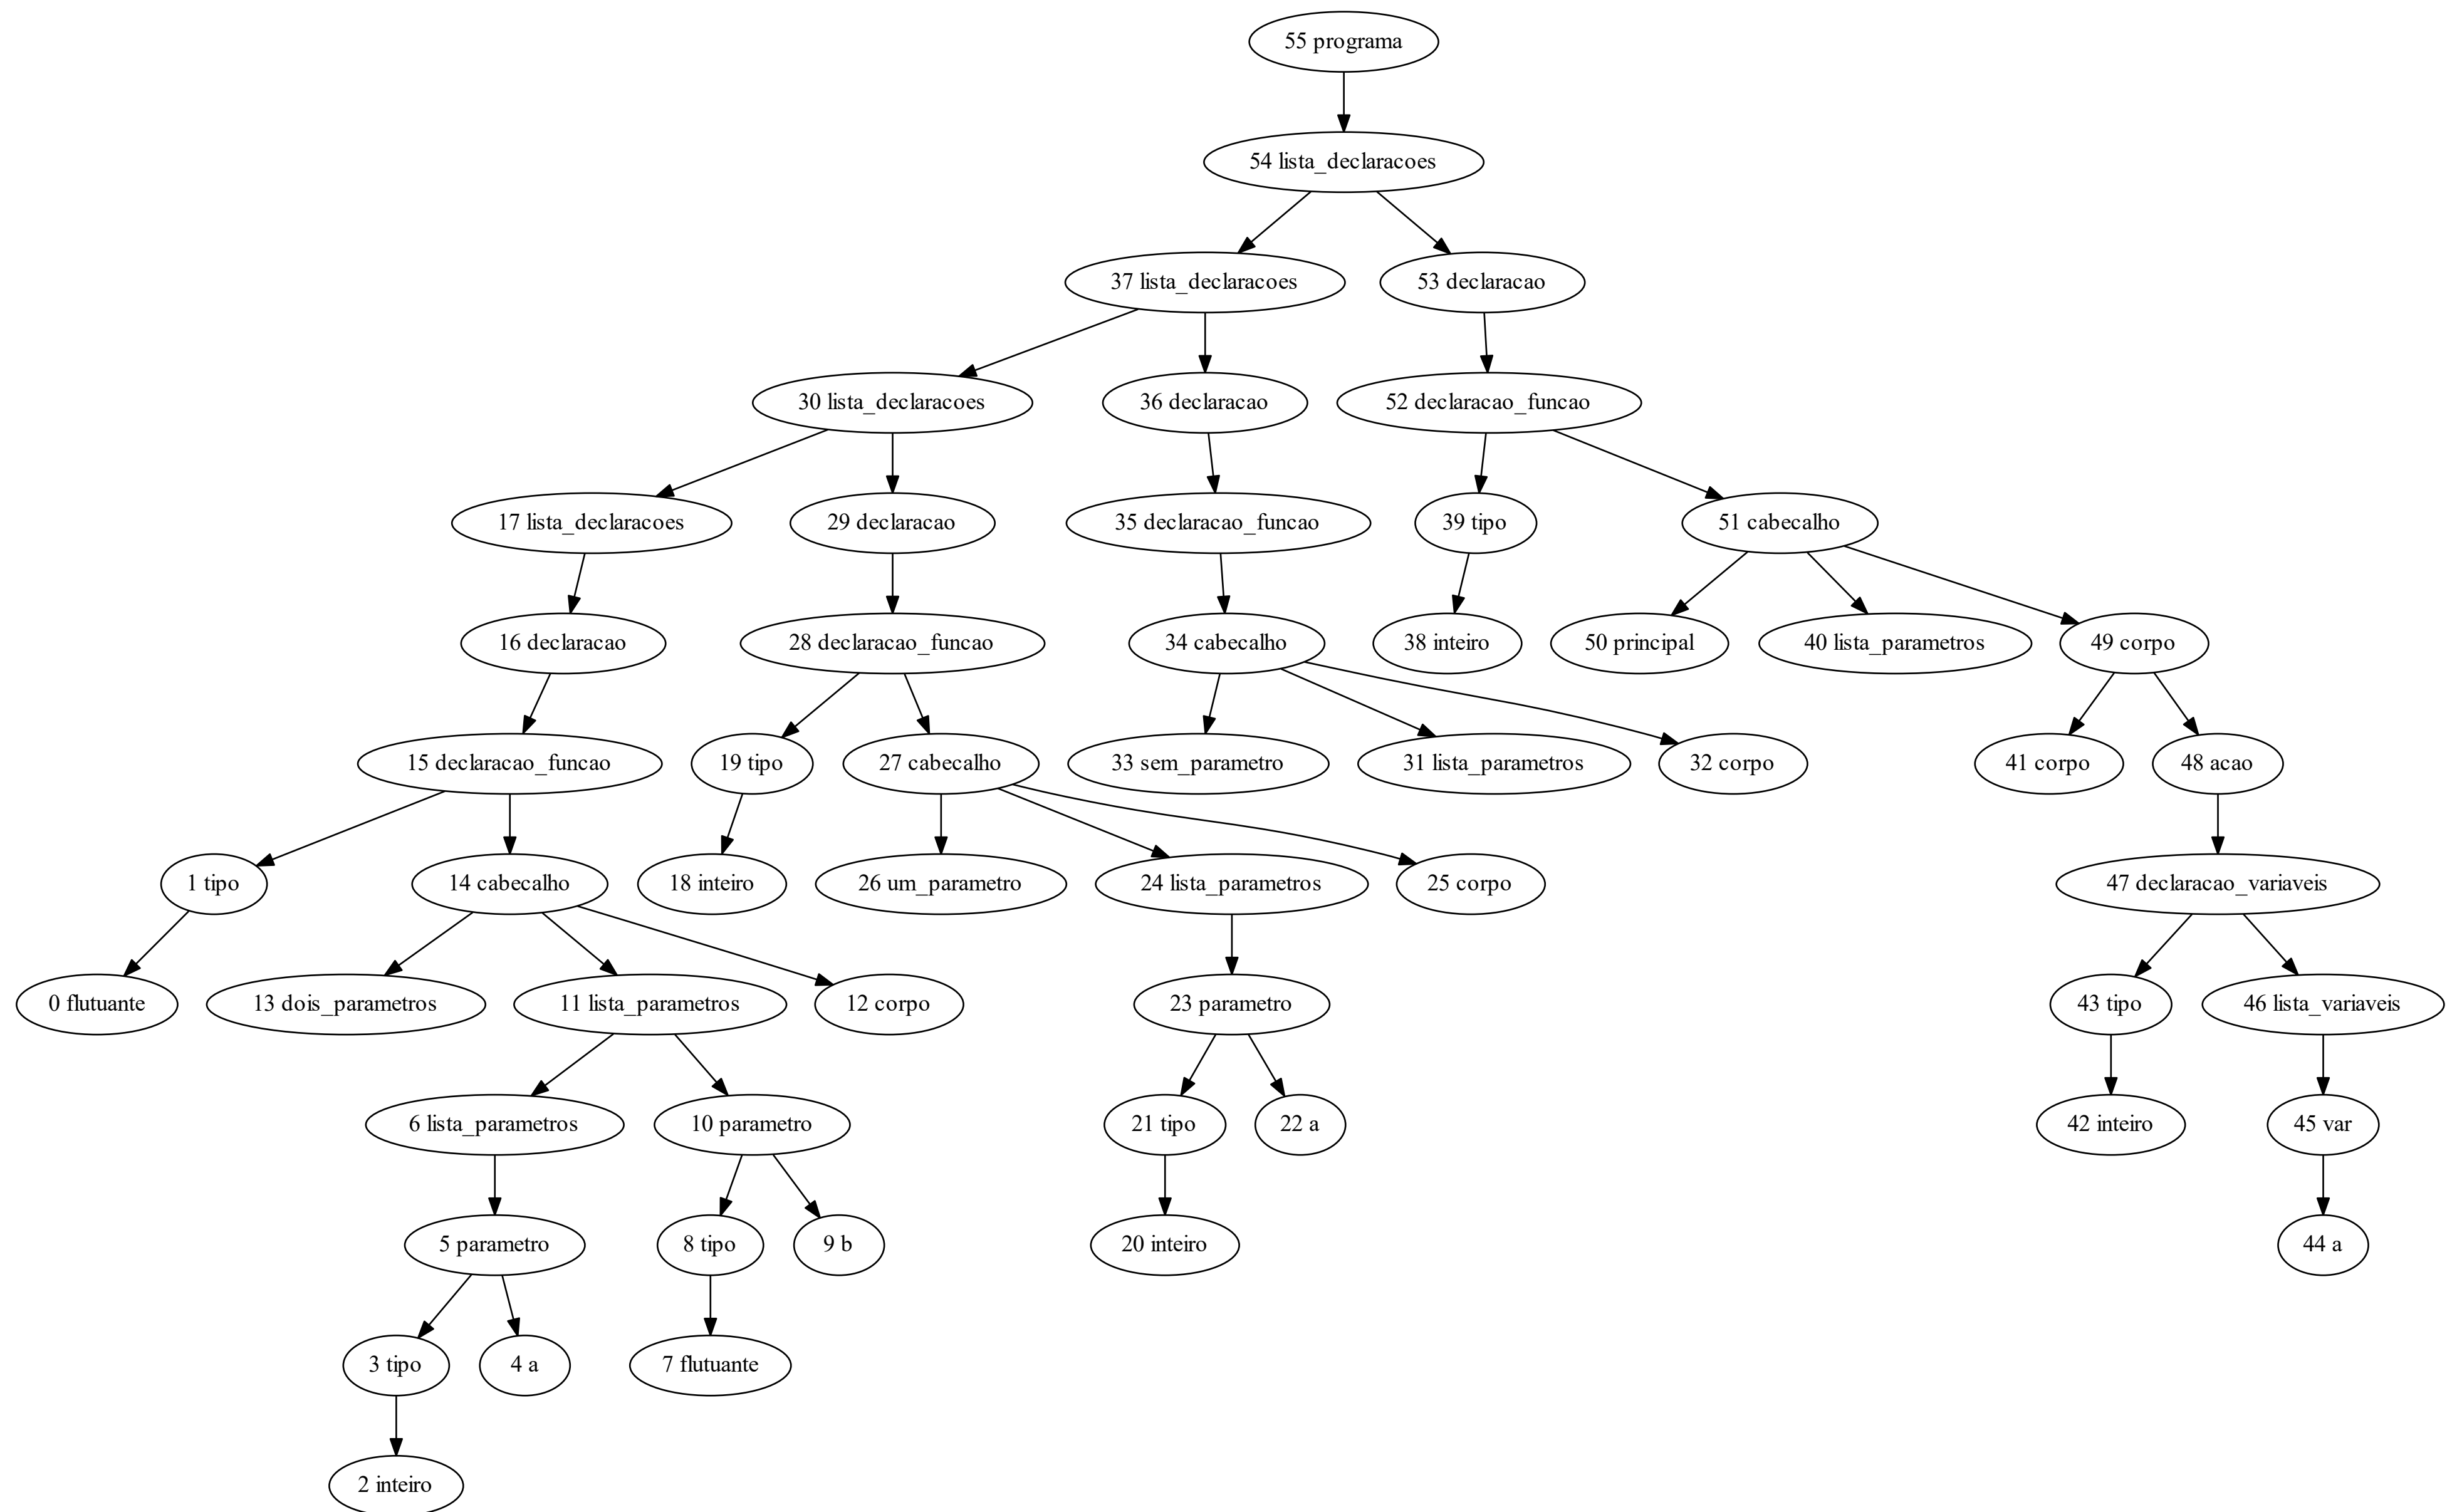 55 programa
54 lista_declaracoes
37 lista_declaracoes
53 declaracao
30 lista_declaracoes
36 declaracao
52 declaracao_funcao
17 lista_declaracoes
29 declaracao
35 declaracao_funcao
39 tipo
51 cabecalho
16 declaracao
28 declaracao_funcao
34 cabecalho
38 inteiro
50 principal
40 lista_parametros
49 corpo
15 declaracao_funcao
19 tipo
27 cabecalho
33 sem_parametro
31 lista_parametros
32 corpo
41 corpo
48 acao
1 tipo
14 cabecalho
18 inteiro
26 um_parametro
24 lista_parametros
25 corpo
47 declaracao_variaveis
0 flutuante
13 dois_parametros
11 lista_parametros
12 corpo
23 parametro
43 tipo
46 lista_variaveis
6 lista_parametros
10 parametro
21 tipo
22 a
42 inteiro
45 var
5 parametro
8 tipo
9 b
20 inteiro
44 a
3 tipo
4 a
7 flutuante
2 inteiro